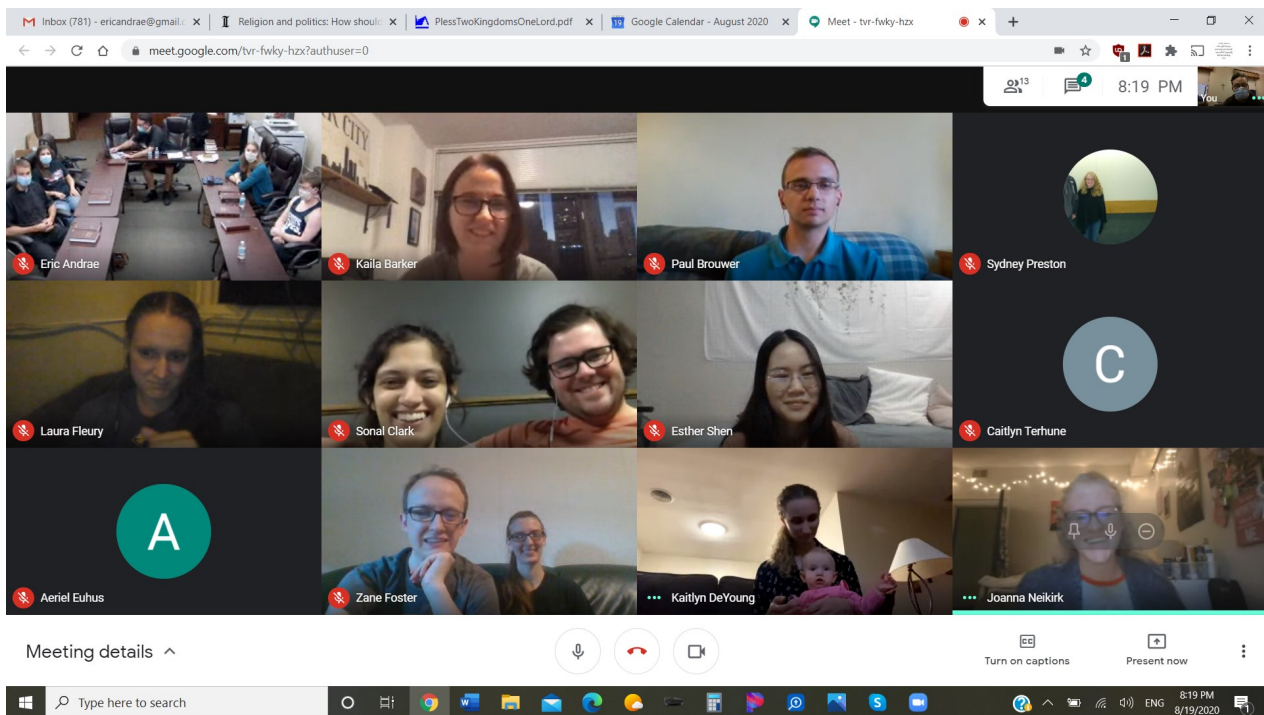 Inbox (781) - ericandrae@gmail.c
Religion and politics: How should
PlessTwoKingdomsOneLord.pdf
Google Calendar - August 2020
Meet - tvr-fwky-hzx
meet.google.com/tvr-fwky-hzx?authuser=0
1
13
4
8:19 PM
You
R CITY
Eric Andrae
Kaila Barker
Paul Brouwer
Sydney Preston
Laura Fleury
Sonal Clark
Esther Shen
C
Caitlyn Terhune
A
Aeriel Euhus
Zane Foster
Kaitlyn DeYoung
Joanna Neikirk
Meeting details
CC
Turn on captions
Present now
Type here to search
ENG
8:19 PM
8/19/2020